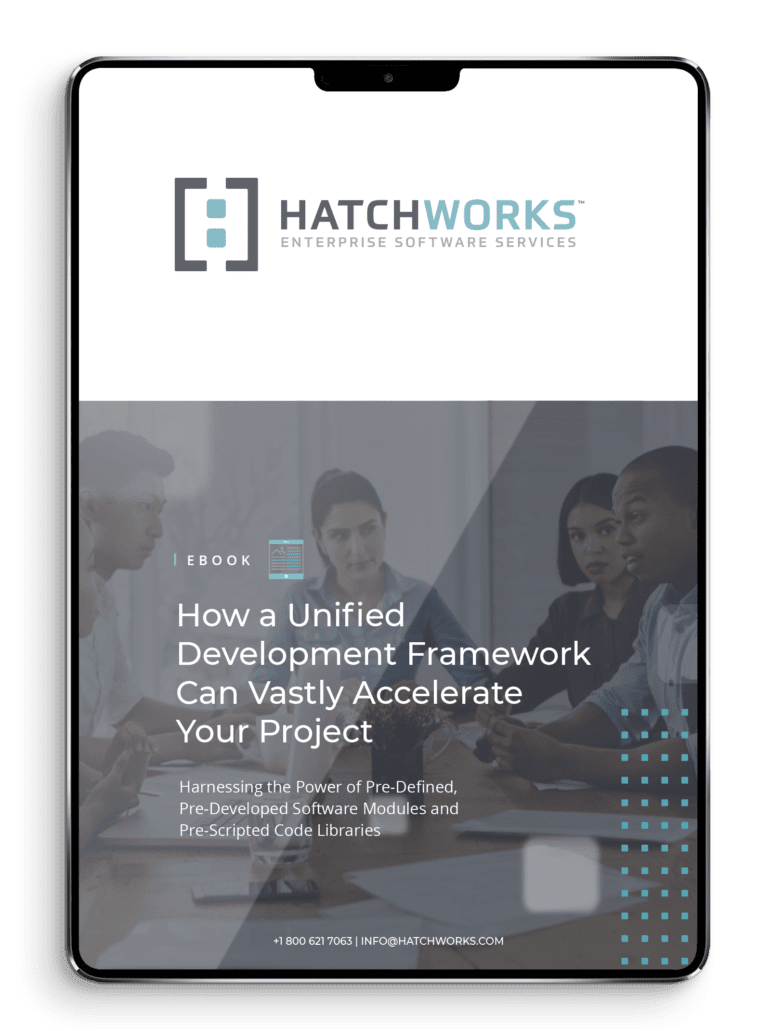 HATCHWORKS™
ENTERPRISE SOFTWARE SERVICES
EBOOK
How a Unified
Development Framework
Can Vastly Accelerate
Your Project
Harnessing the Power of Pre-Defined,
Pre-Developed Software Modules and
Pre-Scripted Code Libraries
+1 800 621 7063 | INFO@HATCHWORKS.COM